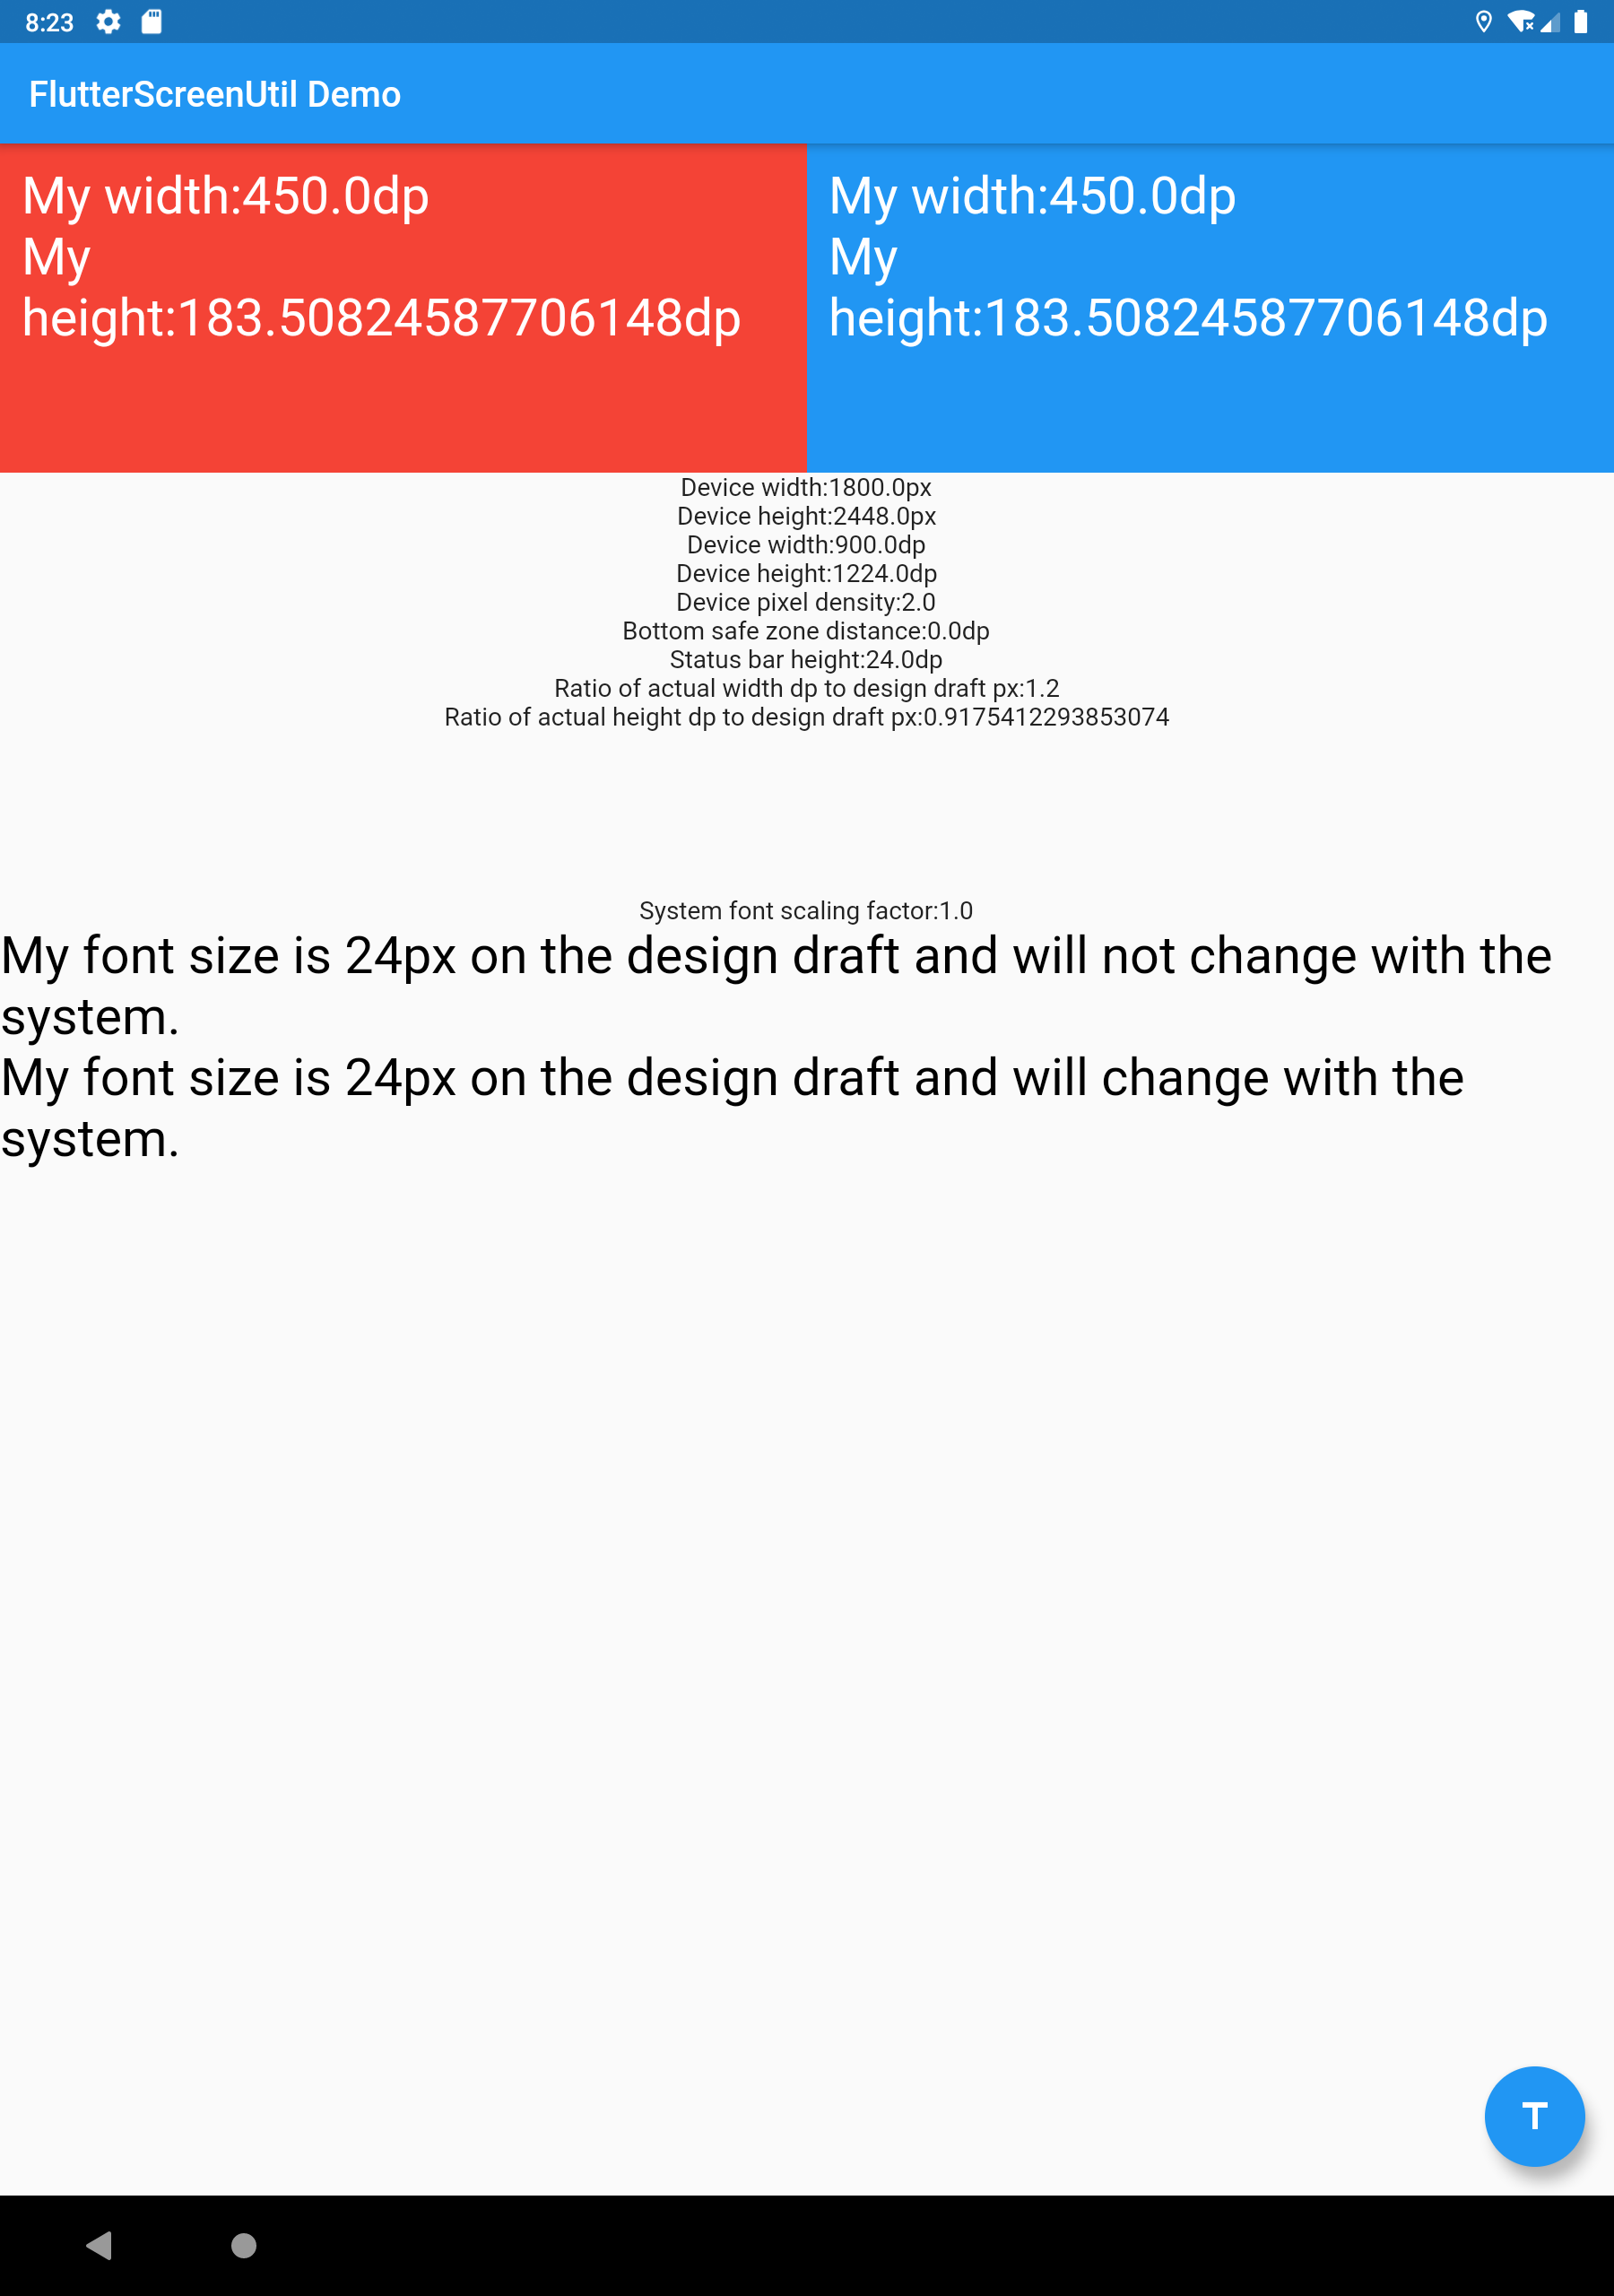 8:23
FlutterScreenUtil Demo
My width:450.0dp
My
height:183.50824587706148dp
My width:450.0dp
My
height:183.50824587706148dp
Device width:1800.0px
Device height:2448.0px
Device width:900.0dp
Device height:1224.0dp
Device pixel density:2.0
Bottom safe zone distance:0.0dp
Status bar height:24.0dp
Ratio of actual width dp to design draft px:1.2
Ratio of actual height dp to design draft px:0.9175412293853074
System font scaling factor:1.0
My font size is 24px on the design draft and will not change with the
system.
My font size is 24px on the design draft and will change with the
system.
T